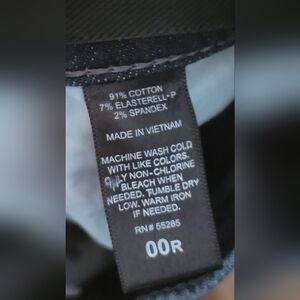 91% COTTON
7% ELASTERELL-P
2% SPANDEX
MADE IN VIETNAM
MACHINE WASH COLD
WITH LIKE COLORS.
NON-CHLORINE
BLEACH WHEN
NEEDED. TUMBLE DRY
LOW. WARM IRON
IF NEEDED.
RN# 55285
00R